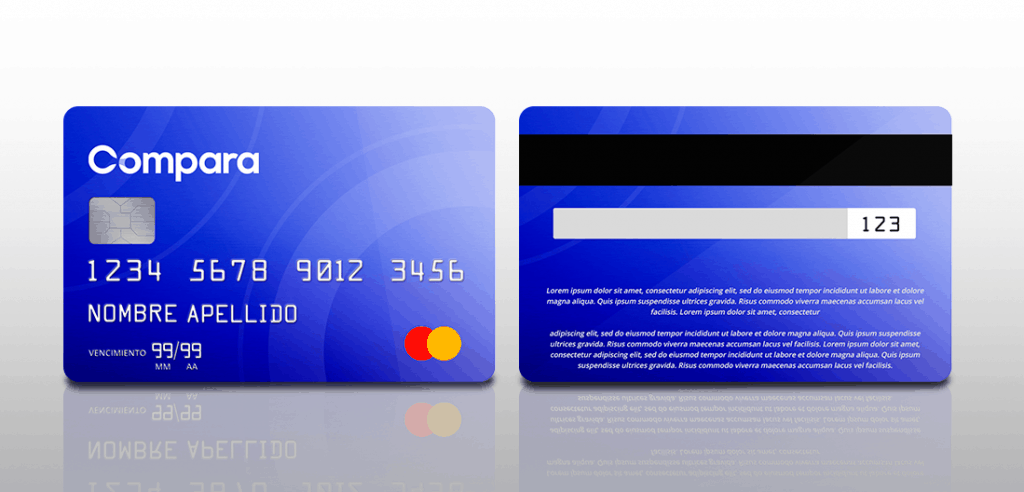 Compara
1234 5678 9012 3456
NOMBRE APELLIDO
VENCIMIENTO 99/99
MM AA
123
Lorem ipsum dolor sit amet, consectetur adipiscing elit, sed do eiusmod tempor incididunt ut labore et dolore
magna aliqua. Quis ipsum suspendisse ultrices gravida. Risus commodo viverra maecenas accumsan lacus vel
facilisis. Lorem ipsum dolor sit amet, consectetur
adipiscing elit, sed do eiusmod tempor incididunt ut labore et dolore magna aliqua. Quis ipsum suspendisse
ultrices gravida. Risus commodo viverra maecenas accumsan lacus vel facilisis. Lorem ipsum dolor sit amet,
consectetur adipiscing elit, sed do eiusmod tempor incididunt ut labore et dolore magna aliqua. Quis ipsum
suspendisse ultrices gravida. Risus commodo viverra maecenas accumsan lacus vel facilisis.